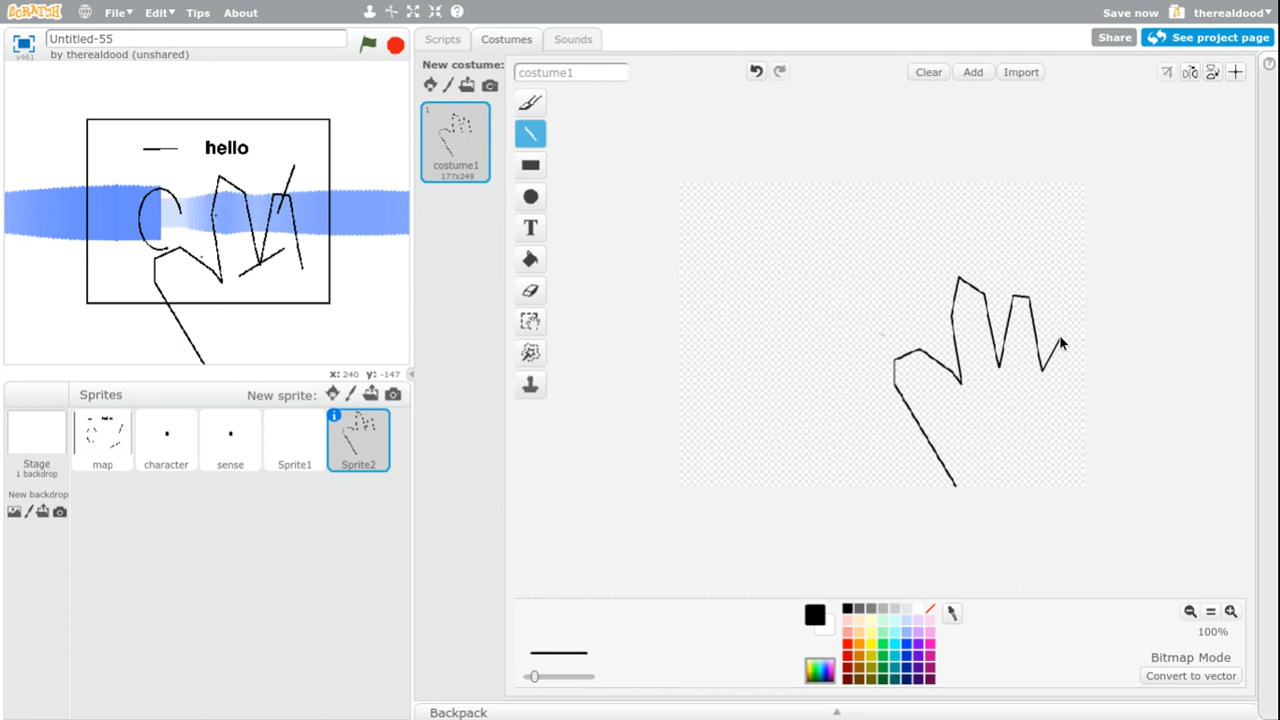 SCRATCH File▾ Edit▾ Tips About Save now therealdood▾
Untitled-55
v461 by therealdood (unshared)
Scripts Costumes Sounds Share See project page
New costume:
costume1
Clear Add Import
1
costume1
177x249
hello
T
x: 240 y: -147
Sprites New sprite:
Stage
1 backdrop
map character sense Sprite1 Sprite2
New backdrop
100%
Bitmap Mode
Convert to vector
Backpack